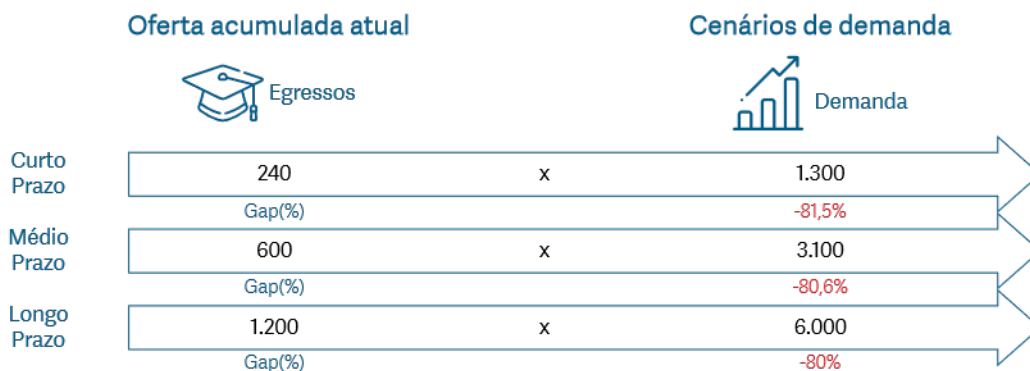 Oferta acumulada atual
Cenários de demanda
Egressos
Demanda
Curto
Prazo
240 x 1.300
Gap(%) -81,5%
Médio
Prazo
600 x 3.100
Gap(%) -80,6%
Longo
Prazo
1.200 x 6.000
Gap(%) -80%